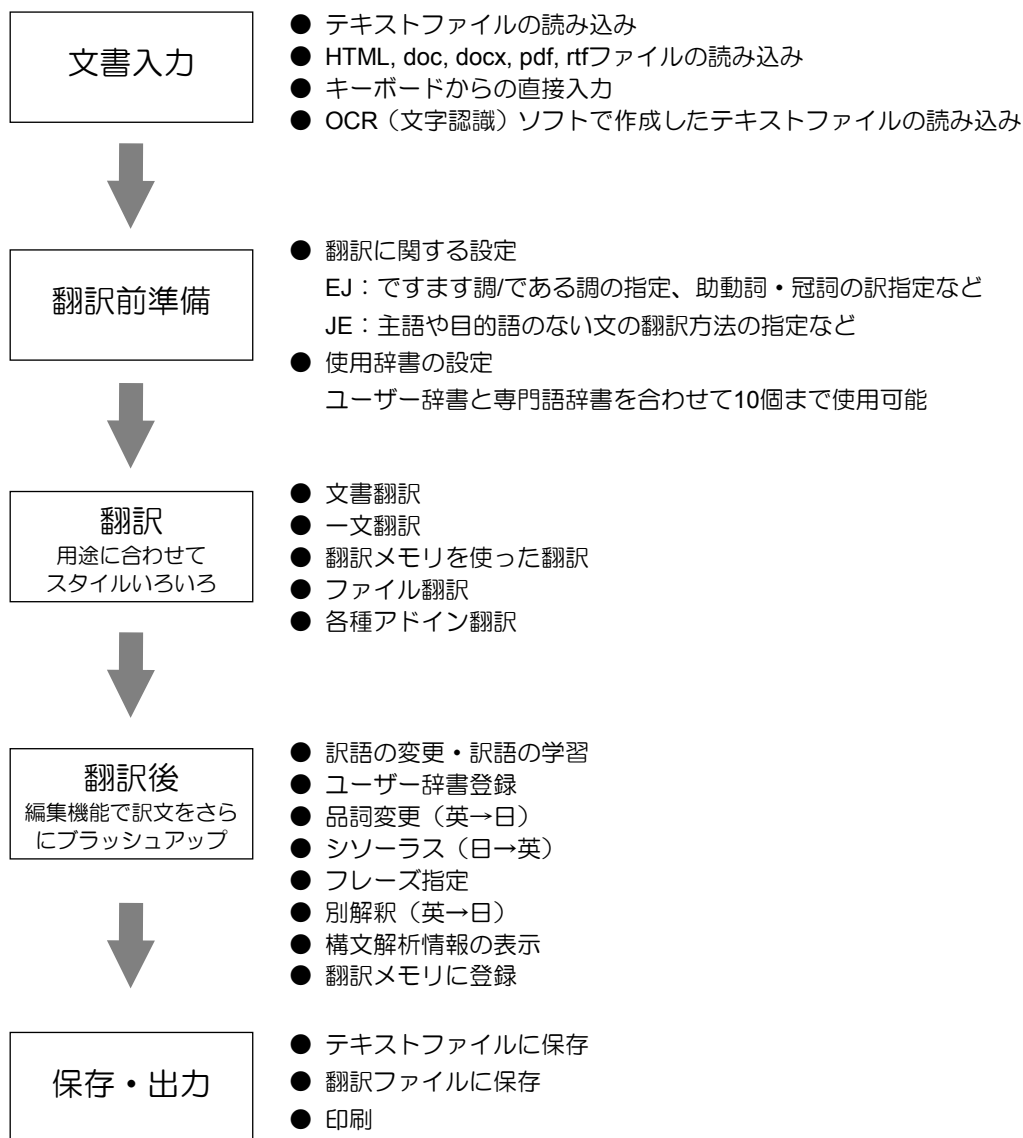 文書入力
● テキストファイルの読み込み
● HTML, doc, docx, pdf, rtfファイルの読み込み
● キーボードからの直接入力
● OCR（文字認識）ソフトで作成したテキストファイルの読み込み
翻訳前準備
● 翻訳に関する設定
EJ：ですます調/である調の指定、助動詞・冠詞の訳指定など
JE：主語や目的語のない文の翻訳方法の指定など
● 使用辞書の設定
ユーザー辞書と専門語辞書を合わせて10個まで使用可能
翻訳
用途に合わせて
スタイルいろいろ
● 文書翻訳
● 一文翻訳
● 翻訳メモリを使った翻訳
● ファイル翻訳
● 各種アドイン翻訳
翻訳後
編集機能で訳文をさら
にブラッシュアップ
● 訳語の変更・訳語の学習
● ユーザー辞書登録
● 品詞変更（英→日）
● シソーラス（日→英）
● フレーズ指定
● 別解釈（英→日）
● 構文解析情報の表示
● 翻訳メモリに登録
保存・出力
● テキストファイルに保存
● 翻訳ファイルに保存
● 印刷